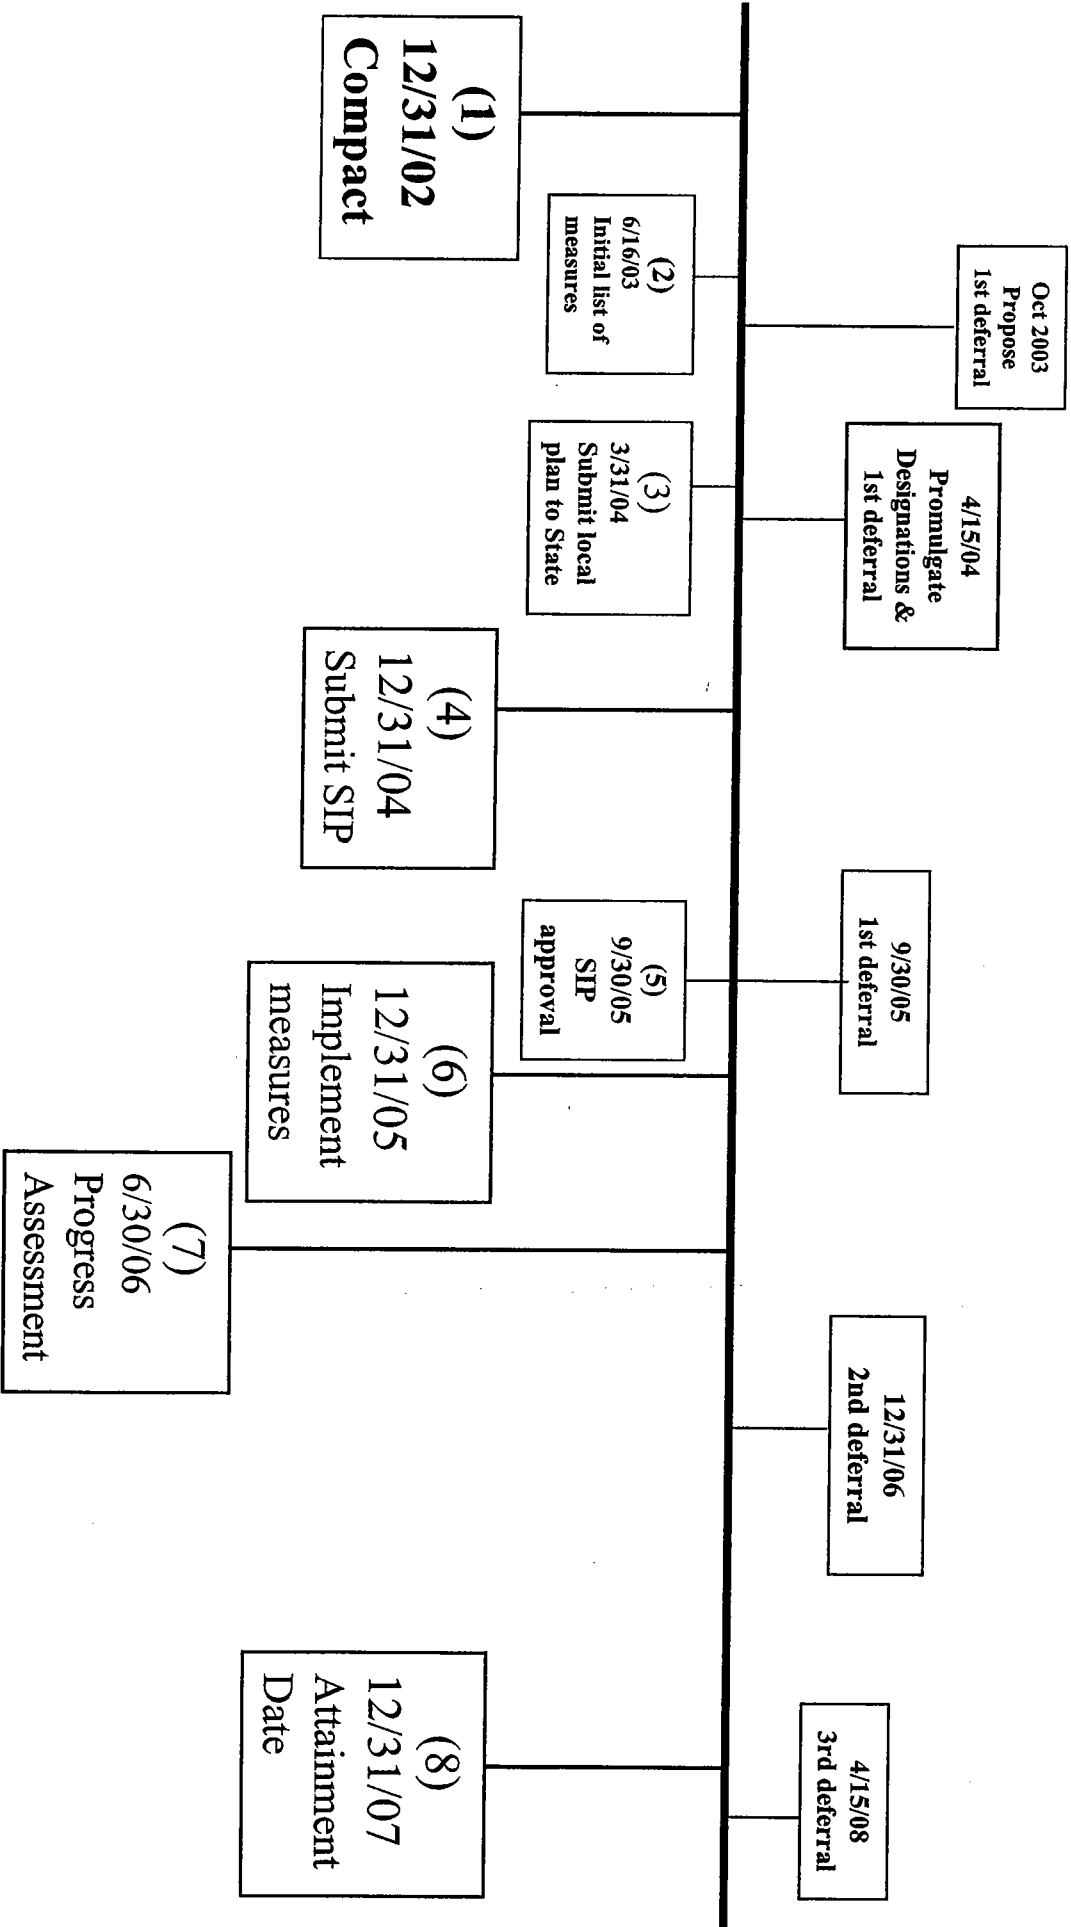 Oct 2003
Propose
1st deferral
4/15/04
Promulgate
Designations &
1st deferral
9/30/05
1st deferral
12/31/06
2nd deferral
4/15/08
3rd deferral
(1)
12/31/02
Compact
(2)
6/16/03
Initial list of
measures
(3)
3/31/04
Submit local
plan to State
(4)
12/31/04
Submit SIP
(5)
9/30/05
SIP
approval
(6)
12/31/05
Implement
measures
(7)
6/30/06
Progress
Assessment
(8)
12/31/07
Attainment
Date